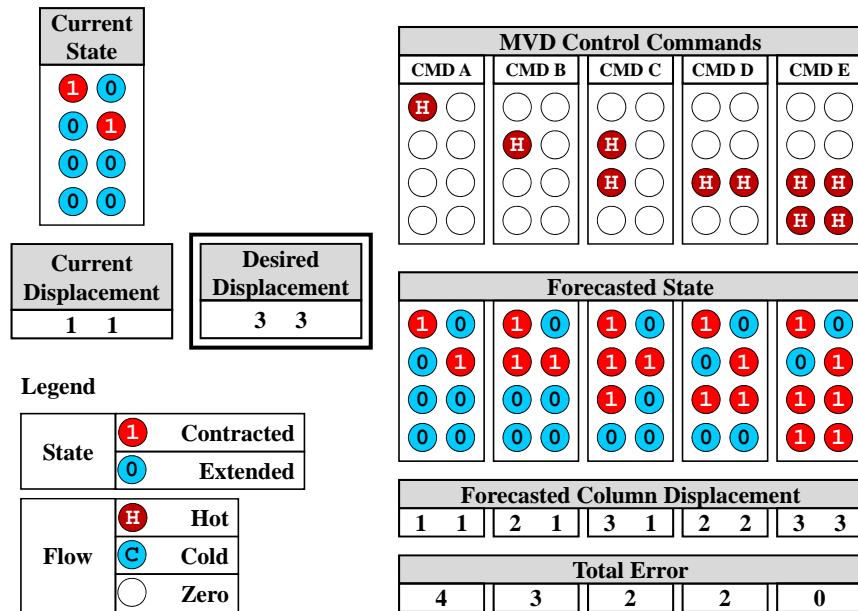 Current
State
1 0
0 1
0 0
0 0
Current
Displacement
1 1
Desired
Displacement
3 3
Legend
State
1 Contracted
0 Extended
Flow
H Hot
C Cold
Zero
MVD Control Commands
CMD A CMD B CMD C CMD D CMD E
H
H H
H H H H H
H H
Forecasted State
1 0 1 0 1 0 1 0 1 0
0 1 1 1 1 1 0 1 0 1
0 0 0 0 1 0 1 1 1 1
0 0 0 0 0 0 0 0 1 1
Forecasted Column Displacement
1 1 2 1 3 1 2 2 3 3
Total Error
4 3 2 2 0